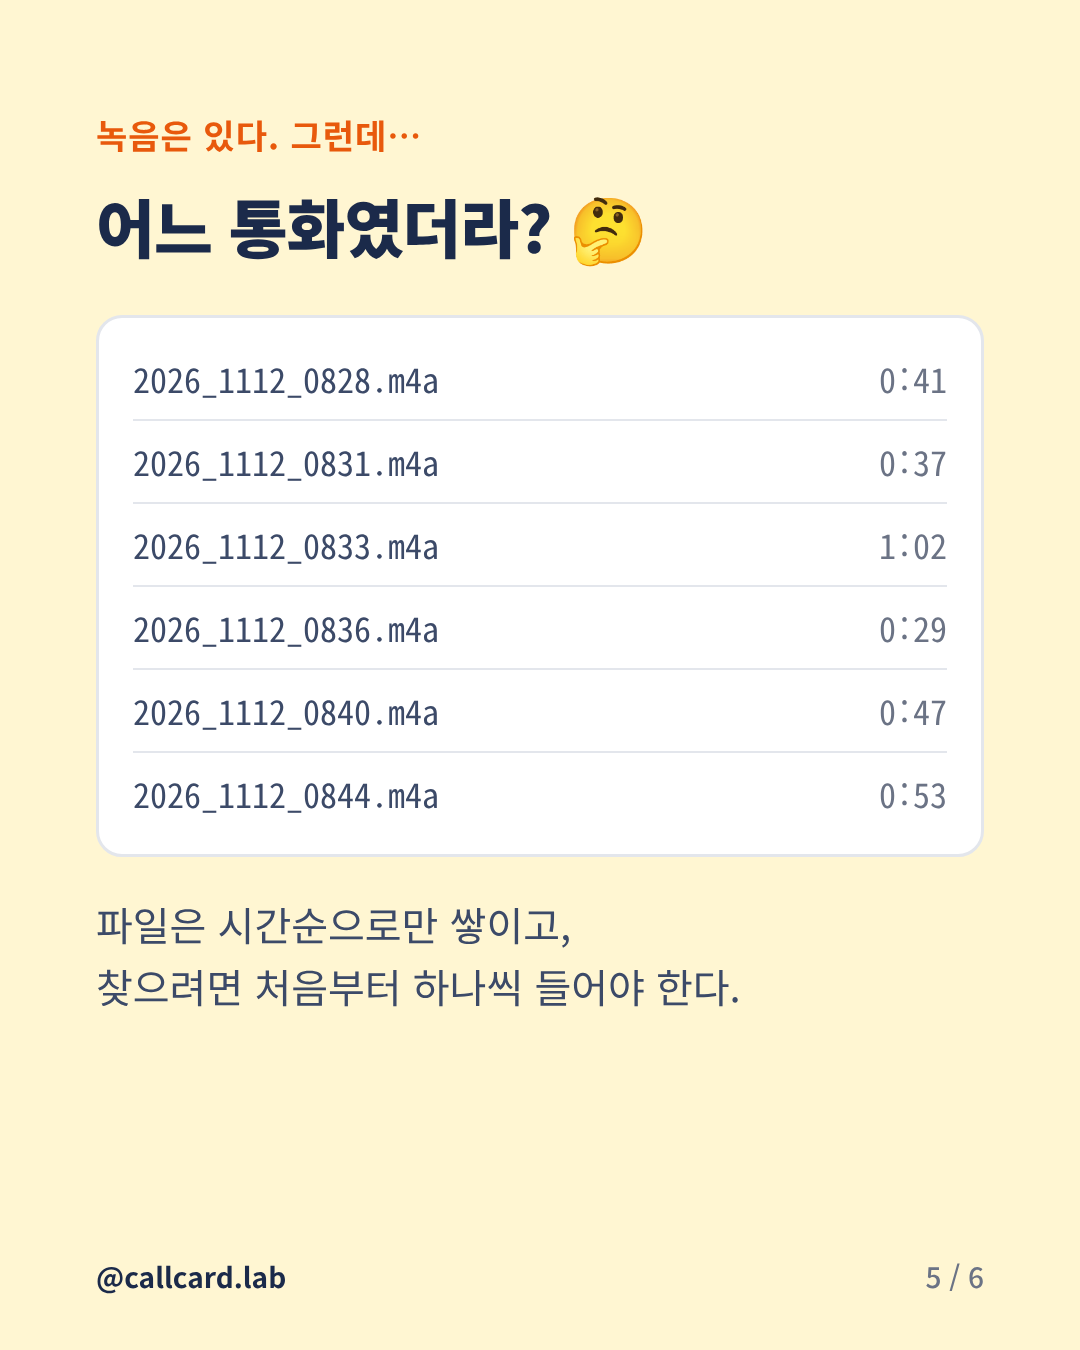 녹음은 있다. 그런데…
어느 통화였더라? 🤔
2026_1112_0828.m4a 0:41
2026_1112_0831.m4a 0:37
2026_1112_0833.m4a 1:02
2026_1112_0836.m4a 0:29
2026_1112_0840.m4a 0:47
2026_1112_0844.m4a 0:53
파일은 시간순으로만 쌓이고,
찾으려면 처음부터 하나씩 들어야 한다.
@callcard.lab 5 / 6